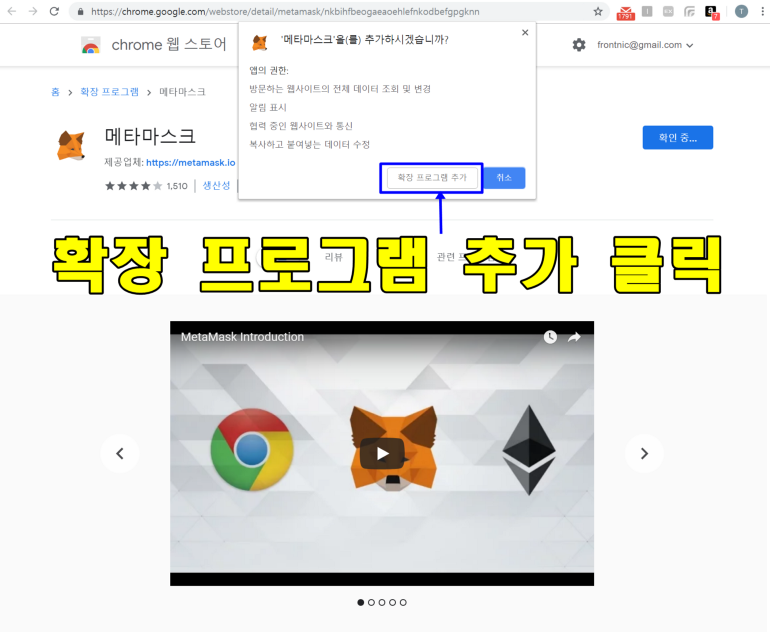 https://chrome.google.com/webstore/detail/metamask/nkbihfbeogaeaoehlefnkodbefgpgknn
1791
7
T
chrome 웹 스토어
frontnic@gmail.com
'메타마스크'을(를) 추가하시겠습니까?
앱의 권한:
방문하는 웹사이트의 전체 데이터 조회 및 변경
알림 표시
협력 중인 웹사이트와 통신
복사하고 붙여넣는 데이터 수정
확장 프로그램 추가
취소
홈 > 확장 프로그램 > 메타마스크
메타마스크
확인 중...
제공업체: https://metamask.io
★★★★★ 1,510 | 생산성
리뷰
관련
확장 프로그램 추가 클릭
MetaMask Introduction